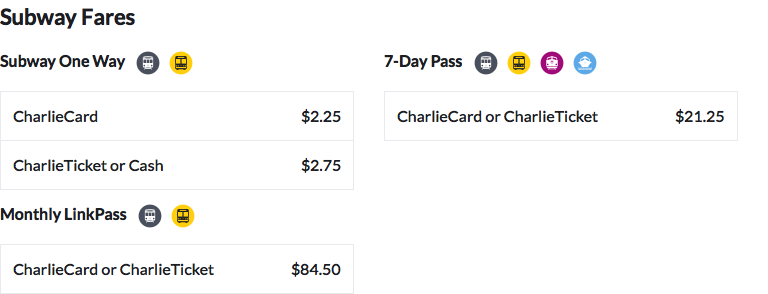 Subway Fares
Subway One Way
CharlieCard $2.25
CharlieTicket or Cash $2.75
Monthly LinkPass
CharlieCard or CharlieTicket $84.50
7-Day Pass
CharlieCard or CharlieTicket $21.25